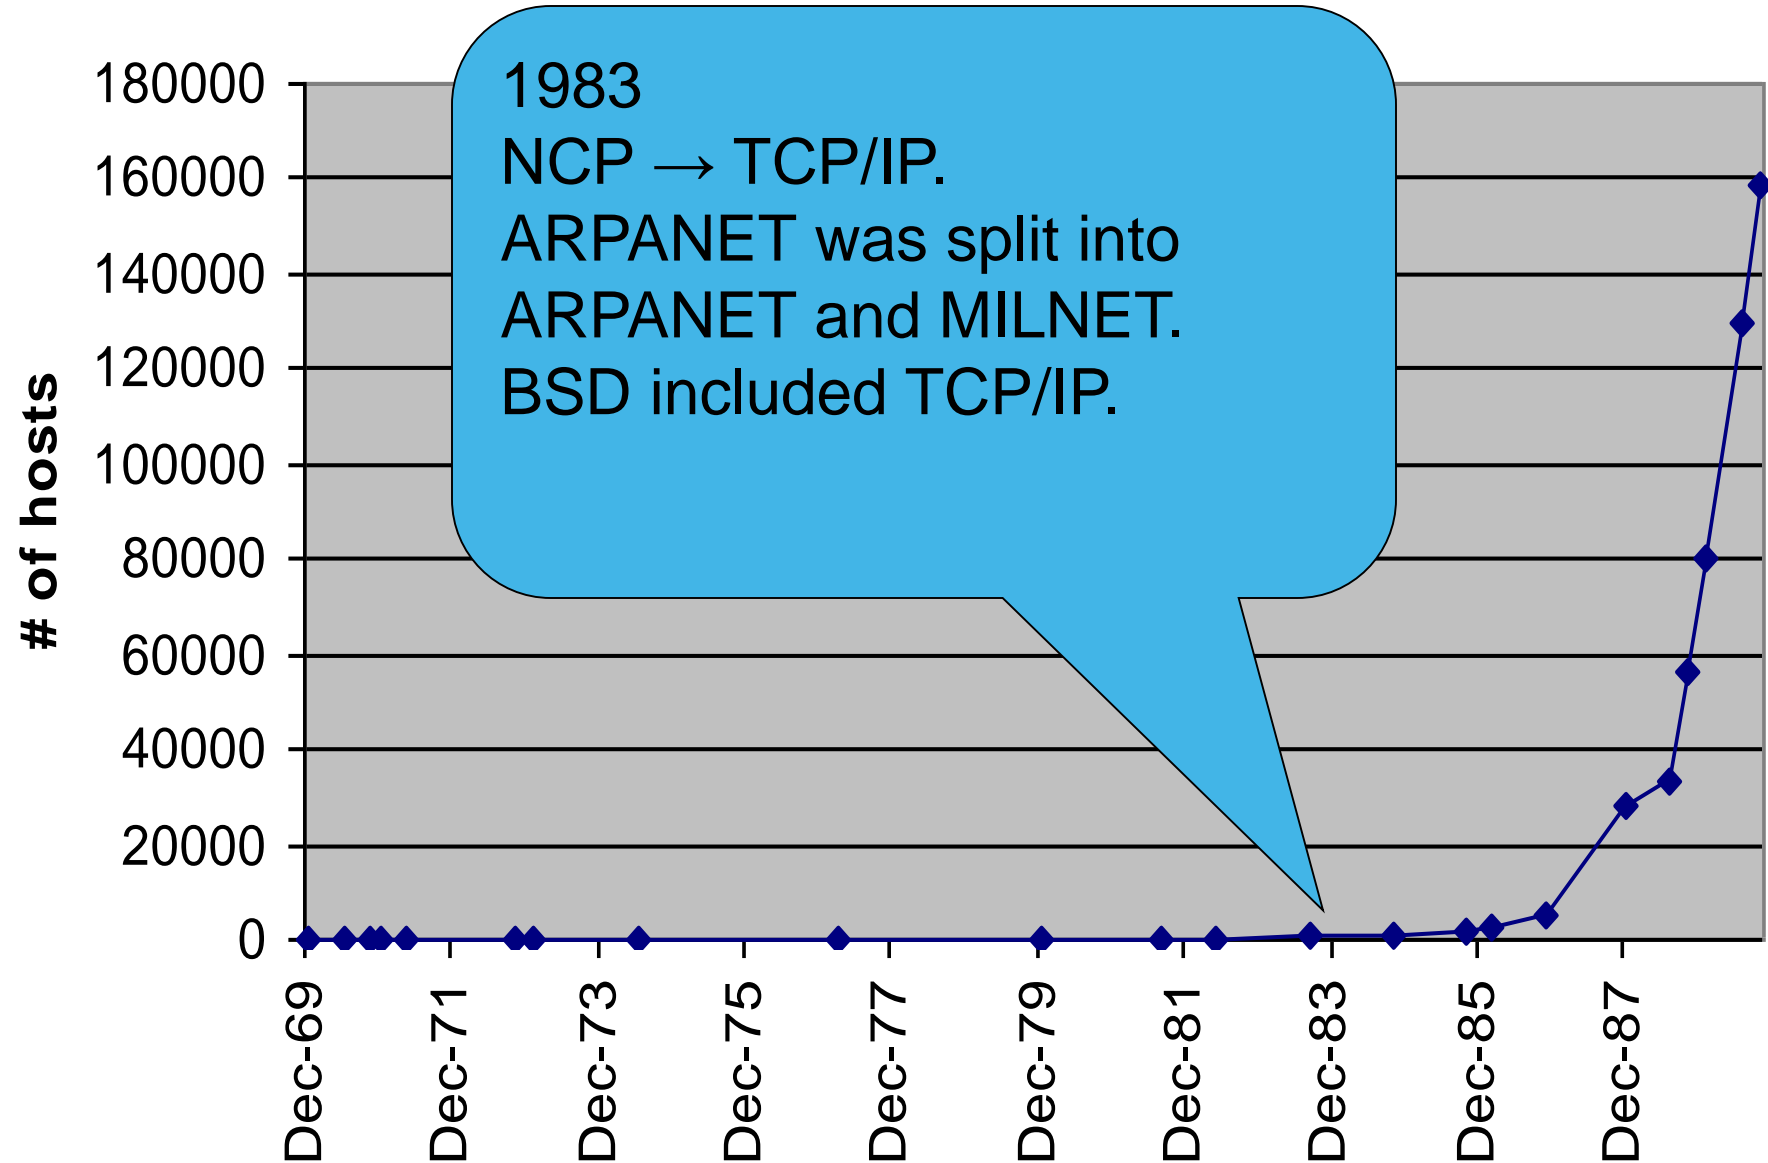 1983
NCP → TCP/IP.
ARPANET was split into
ARPANET and MILNET.
BSD included TCP/IP.
# of hosts
180000
160000
140000
120000
100000
80000
60000
40000
20000
0
Dec-69
Dec-71
Dec-73
Dec-75
Dec-77
Dec-79
Dec-81
Dec-83
Dec-85
Dec-87